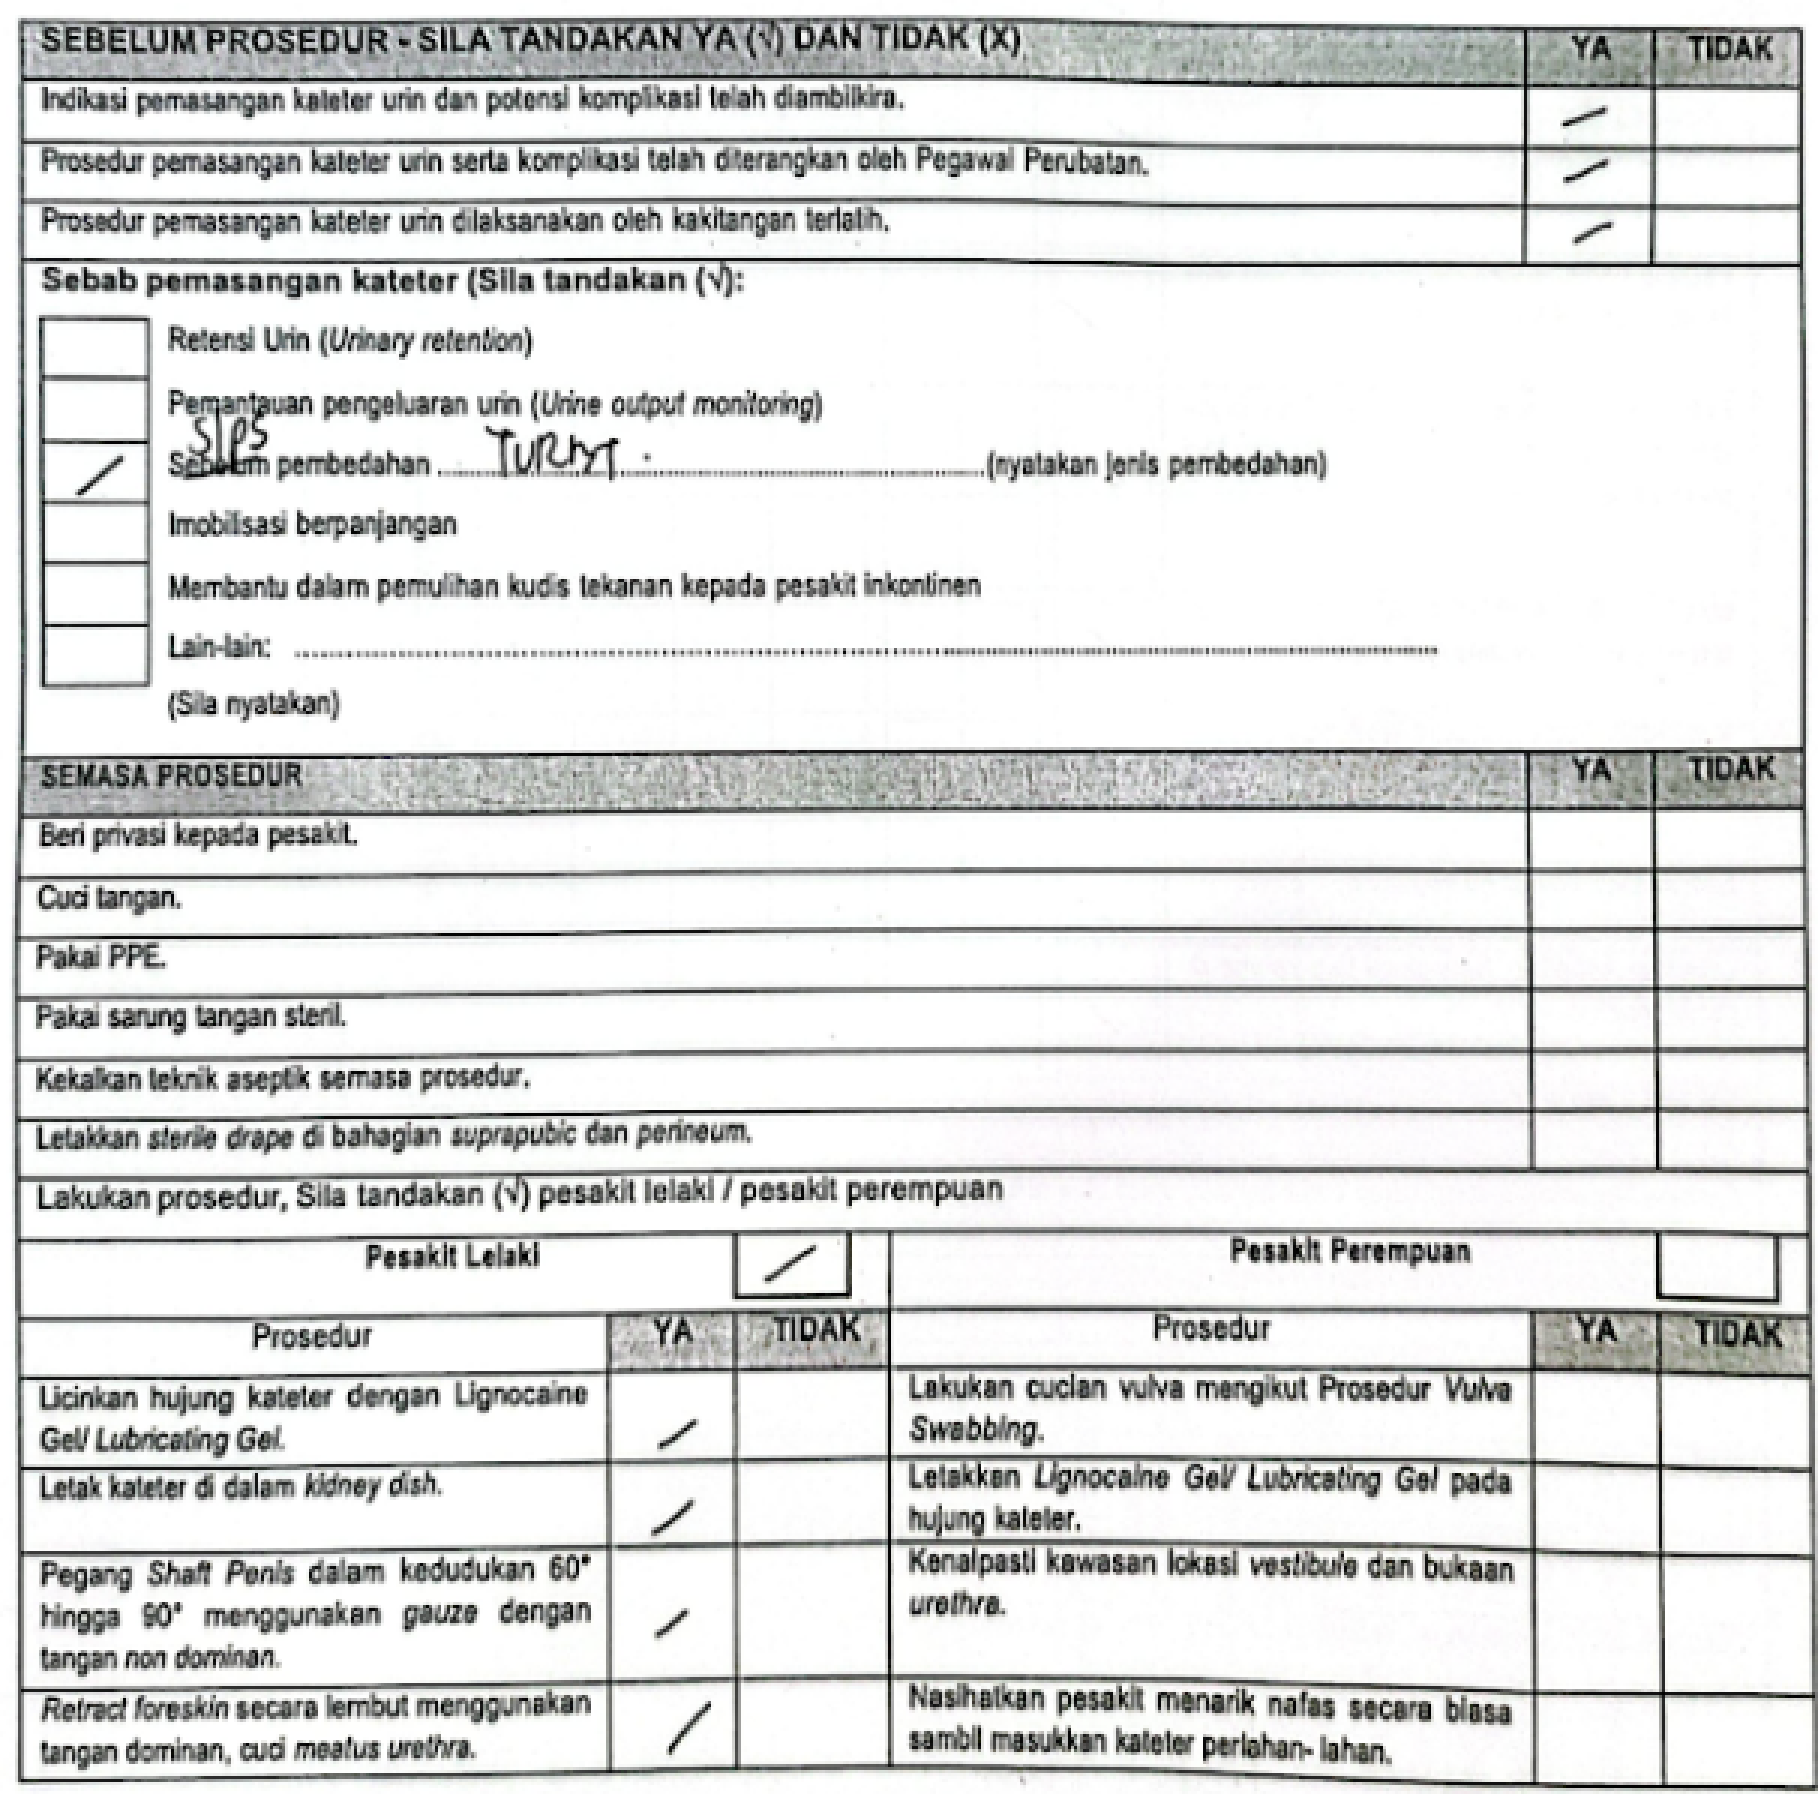 SEBELUM PROSEDUR - SILA TANDAKAN YA (√) DAN TIDAK (X) YA TIDAK
Indikasi pemasangan kateter urin dan potensi komplikasi telah diambilkira. /
Prosedur pemasangan kateter urin serta komplikasi telah diterangkan oleh Pegawai Perubatan. /
Prosedur pemasangan kateter urin dilaksanakan oleh kakitangan terlatih. /
Sebab pemasangan kateter (Sila tandakan (√):
Retensi Urin (Urinary retention)
Pemantauan pengeluaran urin (Urine output monitoring)
/ Sebelum pembedahan ........................ (nyatakan jenis pembedahan)
Imobilisasi berpanjangan
Membantu dalam pemulihan kudis tekanan kepada pesakit inkontinen
Lain-lain: ........................
(Sila nyatakan)
SEMASA PROSEDUR YA TIDAK
Beri privasi kepada pesakit.
Cuci tangan.
Pakai PPE.
Pakai sarung tangan steril.
Kekalkan teknik aseptik semasa prosedur.
Letakkan sterile drape di bahagian suprapubic dan perineum.
Lakukan prosedur, Sila tandakan (√) pesakit lelaki / pesakit perempuan
Pesakit Lelaki /
Prosedur YA TIDAK
Licinkan hujung kateter dengan Lignocaine
Gel/ Lubricating Gel. /
Letak kateter di dalam kidney dish. /
Pegang Shaft Penis dalam kedudukan 60°
hingga 90° menggunakan gauze dengan
tangan non dominan. /
Retract foreskin secara lembut menggunakan
tangan dominan, cuci meatus urethra. /
Pesakit Perempuan
Prosedur YA TIDAK
Lakukan cucian vulva mengikut Prosedur Vulva
Swabbing.
Letakkan Lignocaine Gel/ Lubricating Gel pada
hujung kateter.
Kenalpasti kawasan lokasi vestibule dan bukaan
urethra.
Nasihatkan pesakit menarik nafas secara biasa
sambil masukkan kateter perlahan- lahan.